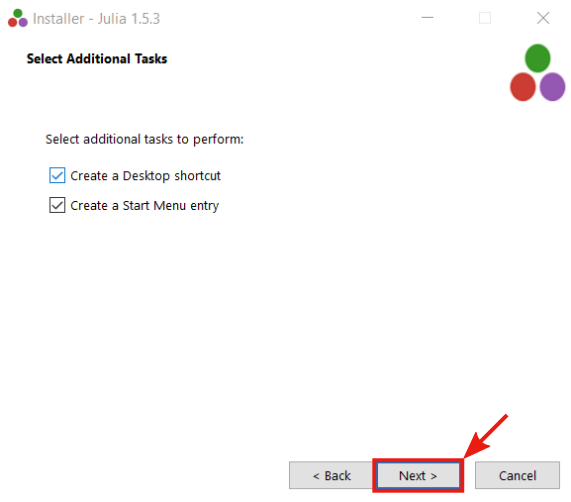 Installer - Julia 1.5.3
Select Additional Tasks
Select additional tasks to perform:
Create a Desktop shortcut
Create a Start Menu entry
< Back Next > Cancel